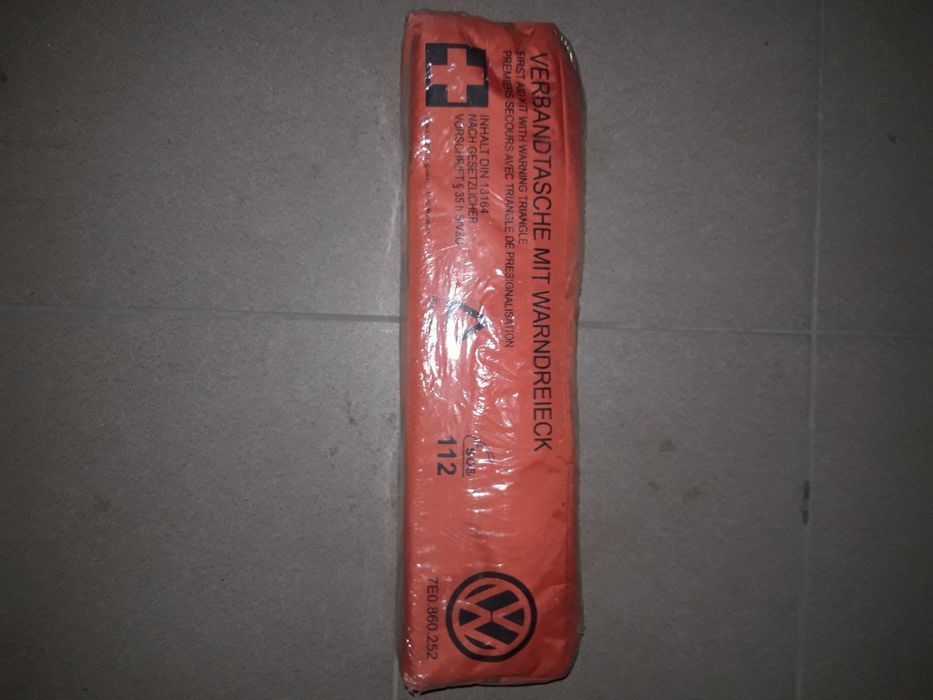 VERBANDTASCHE MIT WARNDREIECK
FIRST AID KIT WITH WARNING TRIANGLE
PREMIERS SECOURS AVEC TRIANGLE DE PRESIGNALISATION
INHALT DIN 13164
NACH GESETZLICHER
VORSCHRIFT § 35 h StVZO
SOS
112
7E0.860.252